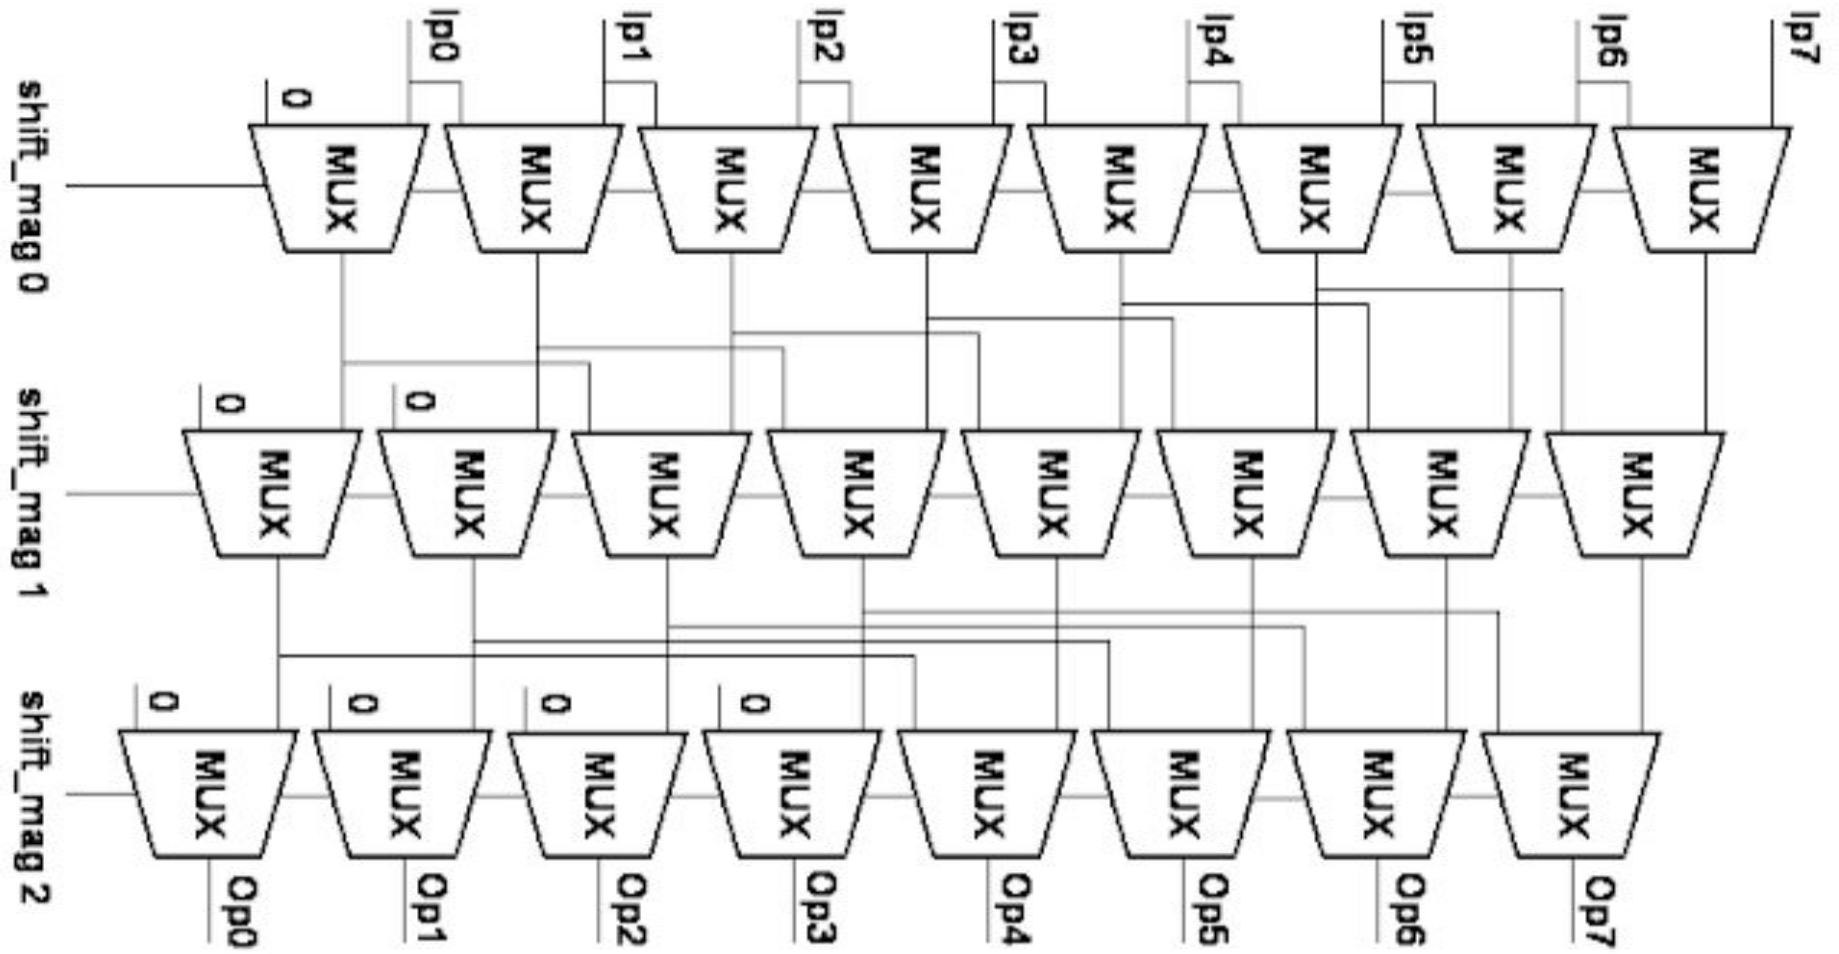 Ip0 Ip1 Ip2 Ip3 Ip4 Ip5 Ip6 Ip7
0
shift_mag 0 MUX MUX MUX MUX MUX MUX MUX MUX
0 0
shift_mag 1 MUX MUX MUX MUX MUX MUX MUX MUX
0 0 0 0
shift_mag 2 MUX MUX MUX MUX MUX MUX MUX MUX
Op0 Op1 Op2 Op3 Op4 Op5 Op6 Op7